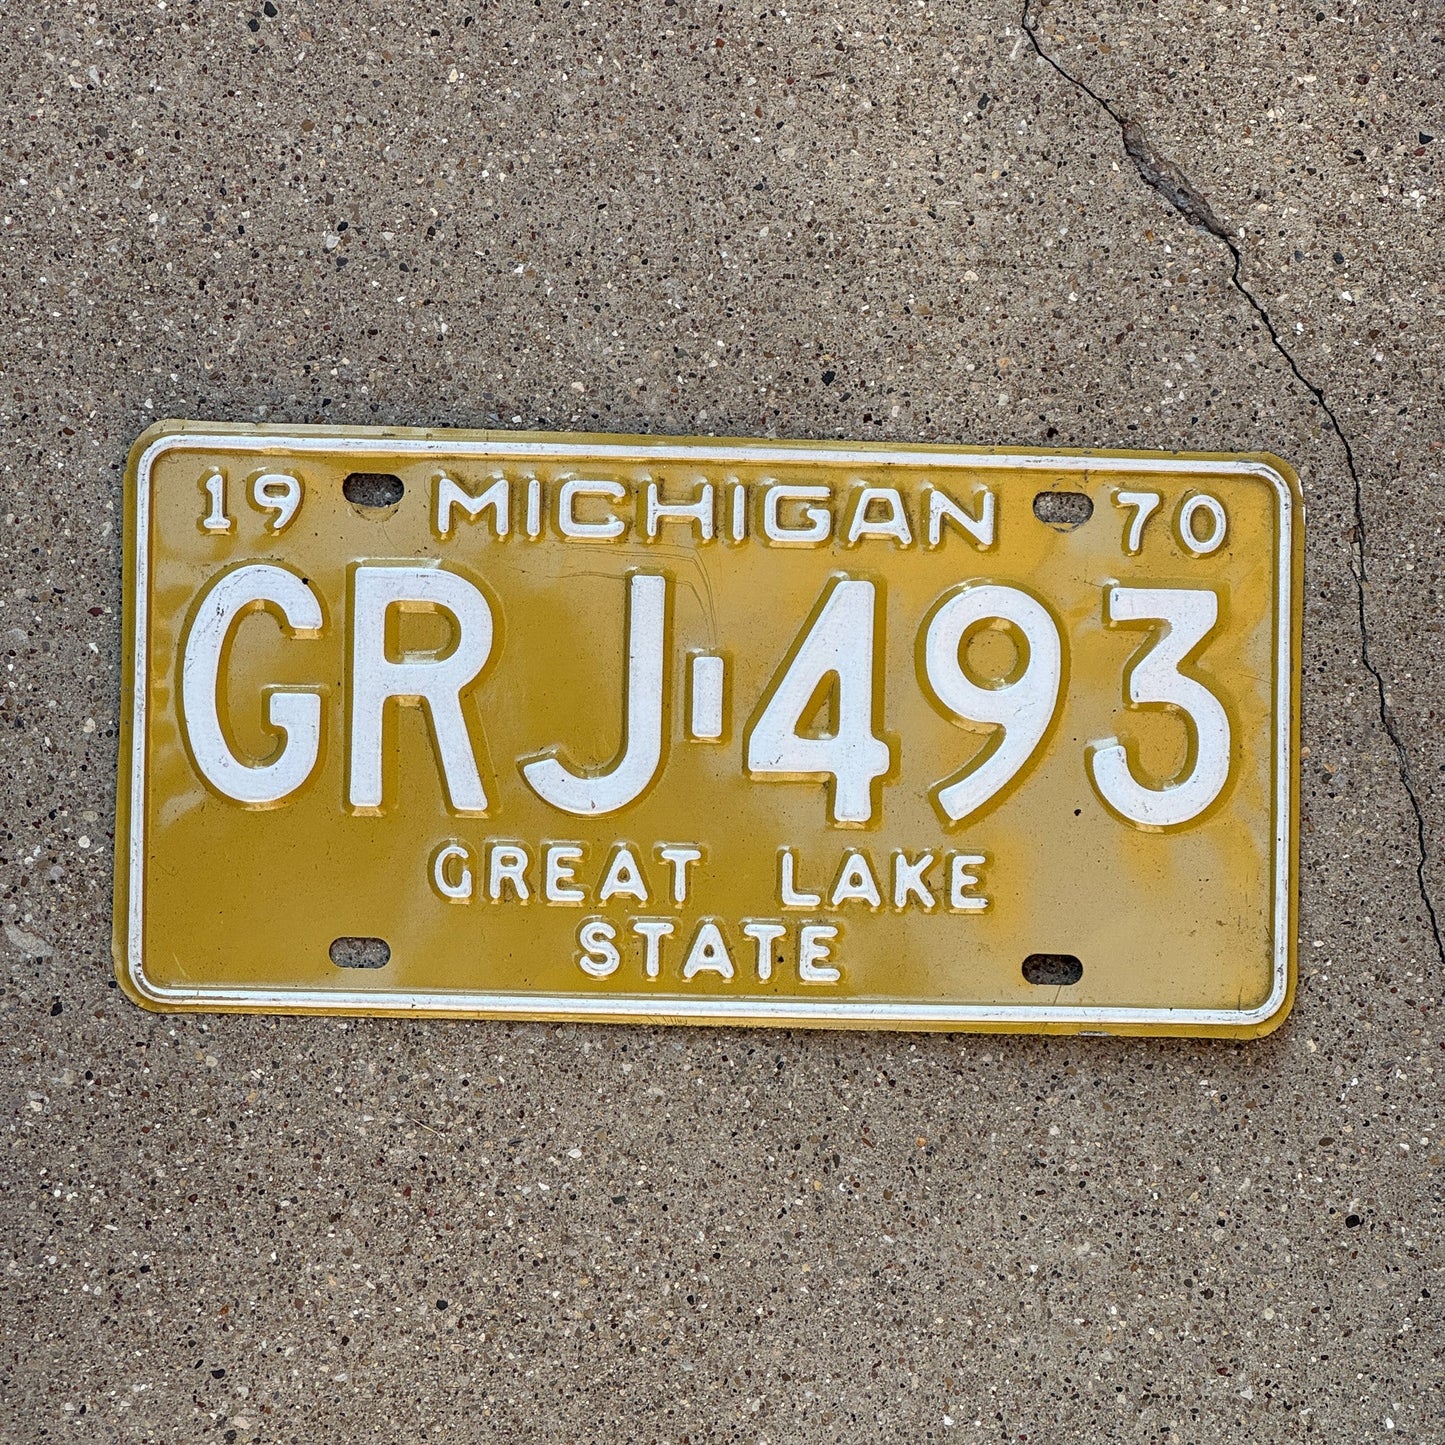 19 MICHIGAN 70
GRJ-493
GREAT LAKE
STATE